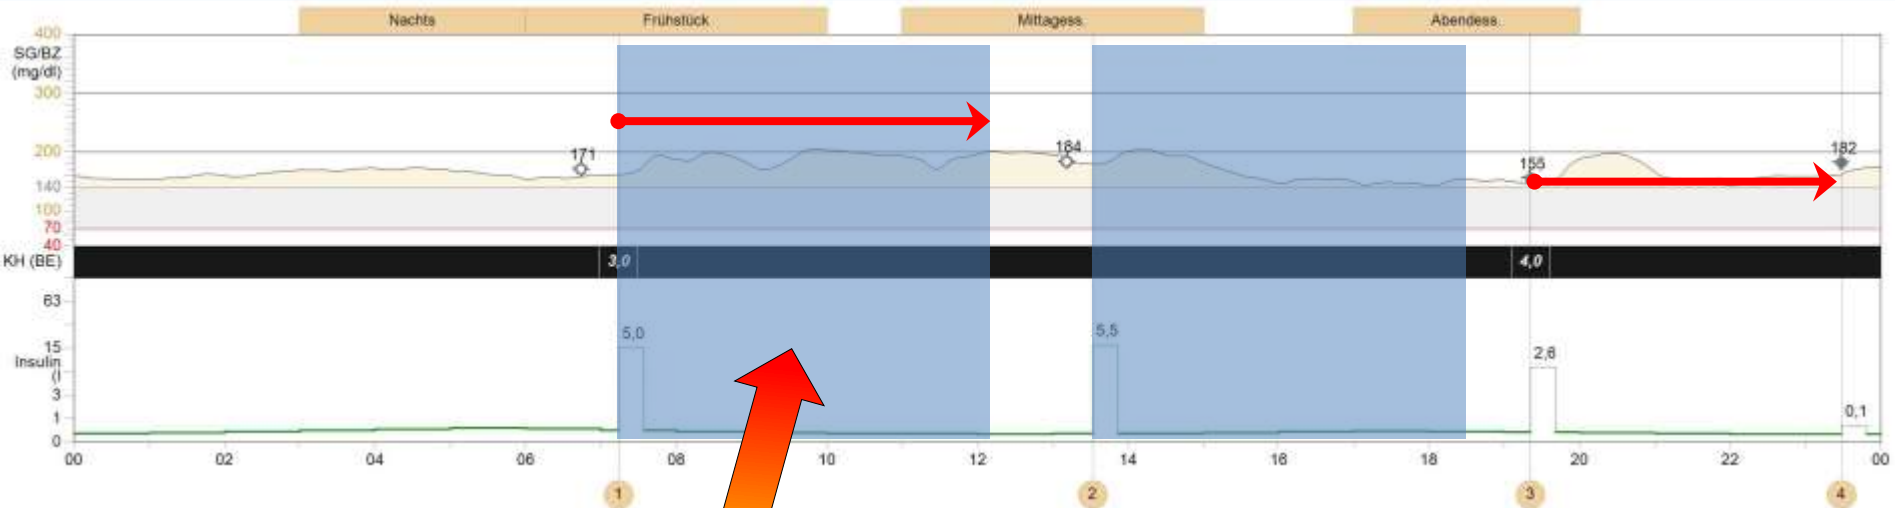 Nachts Frühstück Mittagess. Abendess.
400
SG/BZ
(mg/dl)
300
200
140
100
70
40
171 184 155 182
KH (BE) 3,0 4,0
63
15
Insulin
(I
3
1
0
5,0 5,5 2,6 0,1
00 02 04 06 08 10 12 14 16 18 20 22 00
1 2 3 4